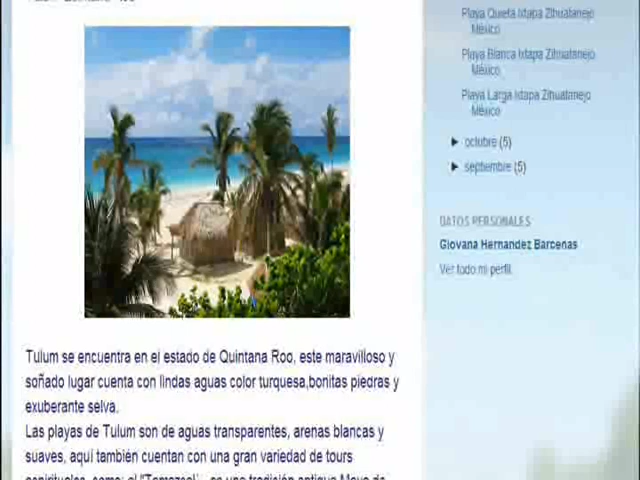 Tulum se encuentra en el estado de Quintana Roo, este maravilloso y
soñado lugar cuenta con lindas aguas color turquesa,bonitas piedras y
exuberante selva.
Las playas de Tulum son de aguas transparentes, arenas blancas y
suaves, aquí también cuentan con una gran variedad de tours
Playa Quieta Ixtapa Zihuatanejo
México
Playa Blanca Ixtapa Zihuatanejo
México
Playa Larga Ixtapa Zihuatanejo
México
► octubre (5)
► septiembre (5)
DATOS PERSONALES
Giovana Hernandez Barcenas
Ver todo mi perfil